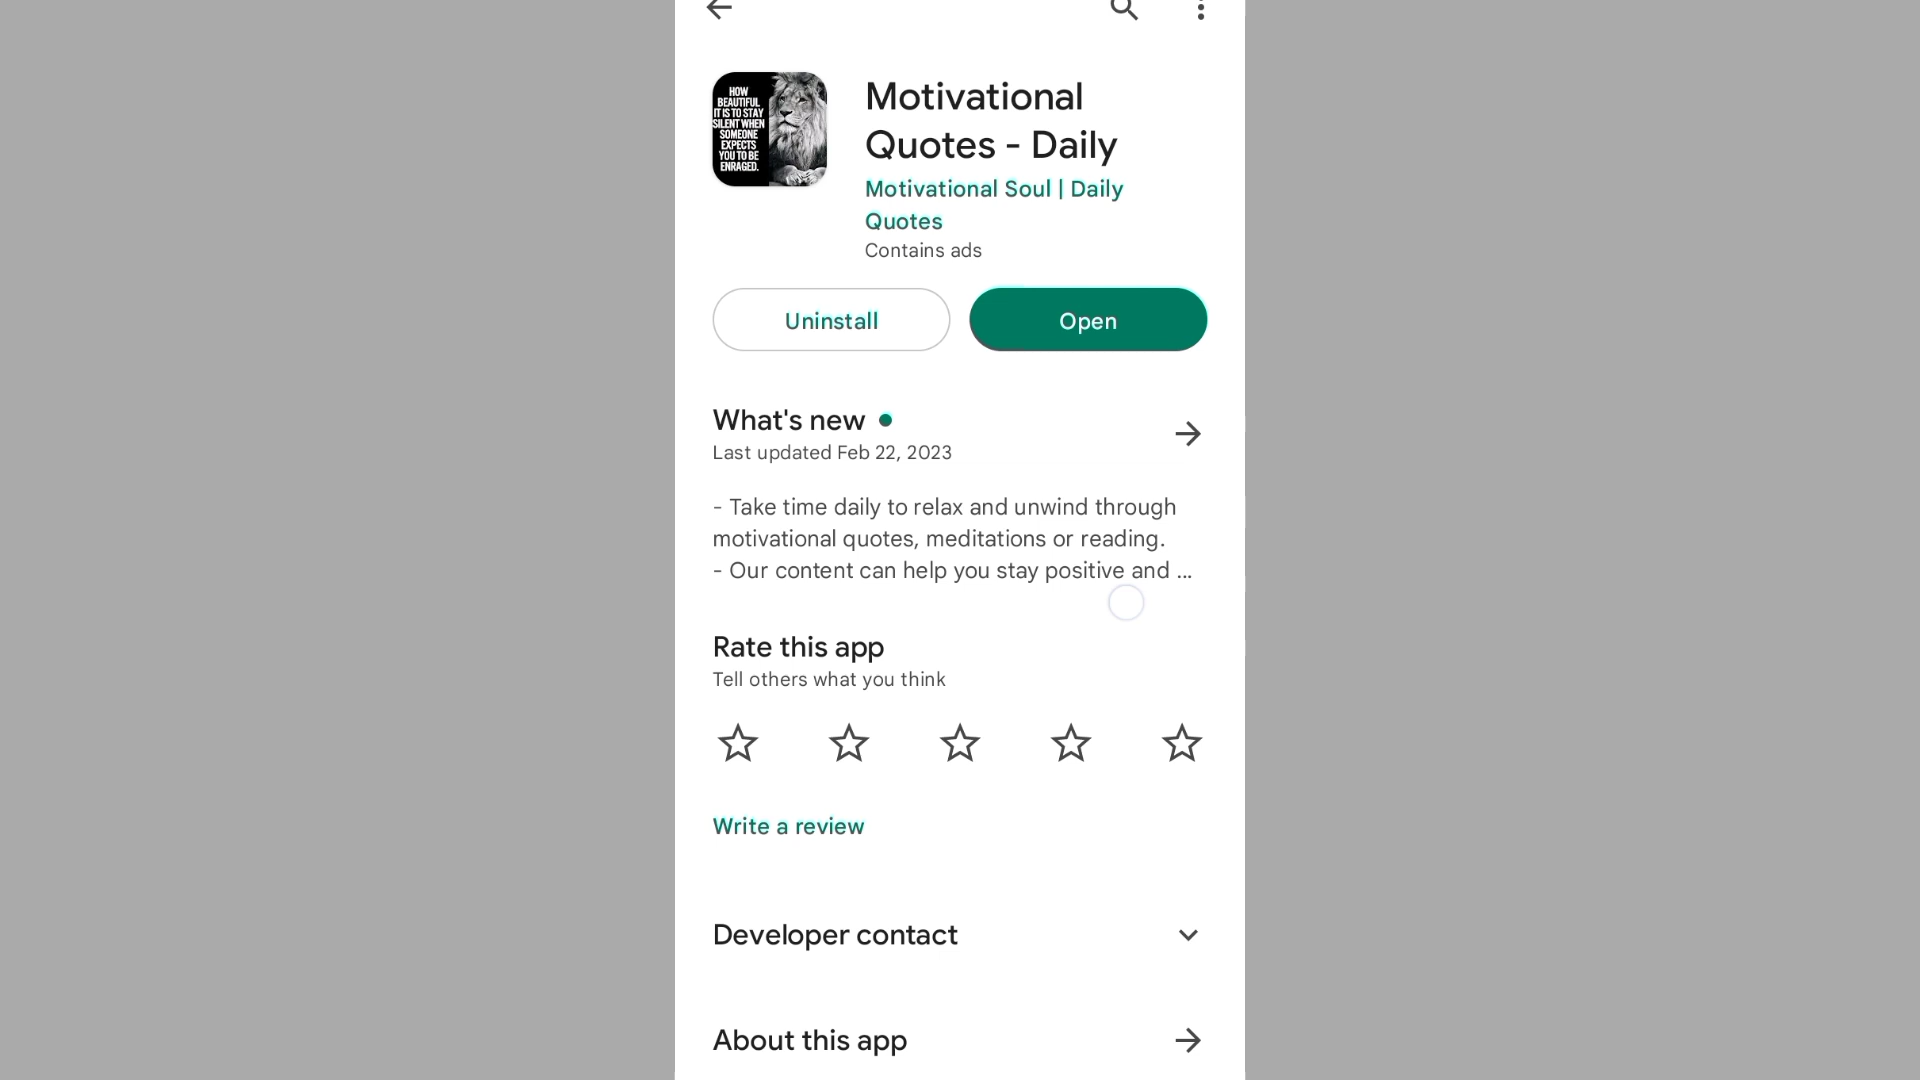 HOW
BEAUTIFUL
IT IS TO STAY
SILENT WHEN
SOMEONE
EXPECTS
YOU TO BE
ENRAGED.
Motivational
Quotes - Daily
Motivational Soul | Daily
Quotes
Contains ads
Uninstall
Open
What's new
Last updated Feb 22, 2023
- Take time daily to relax and unwind through
motivational quotes, meditations or reading.
- Our content can help you stay positive and ...
Rate this app
Tell others what you think
Write a review
Developer contact
About this app